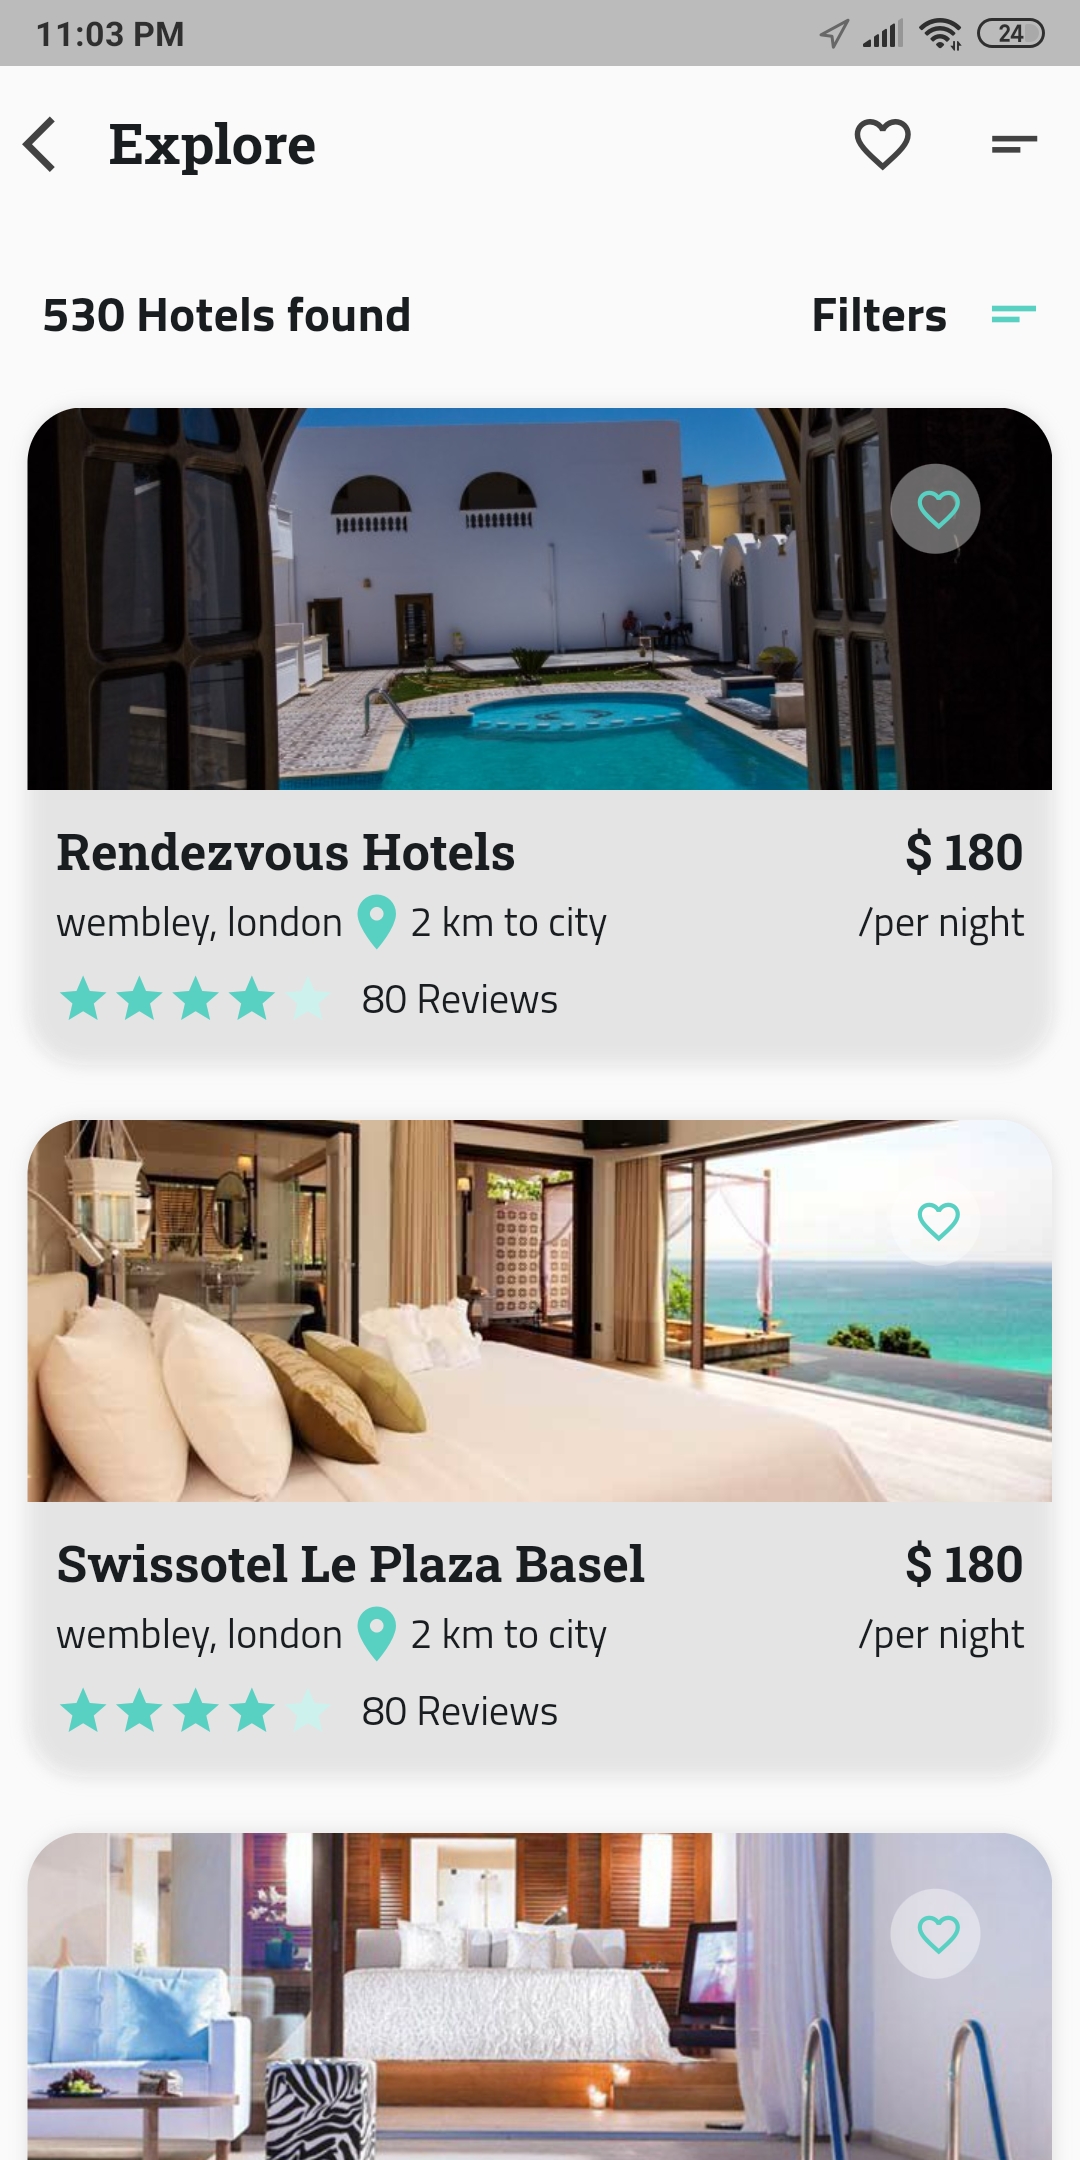 11:03 PM 24
Explore
530 Hotels found Filters
Rendezvous Hotels $ 180
wembley, london 2 km to city /per night
80 Reviews
Swissotel Le Plaza Basel $ 180
wembley, london 2 km to city /per night
80 Reviews